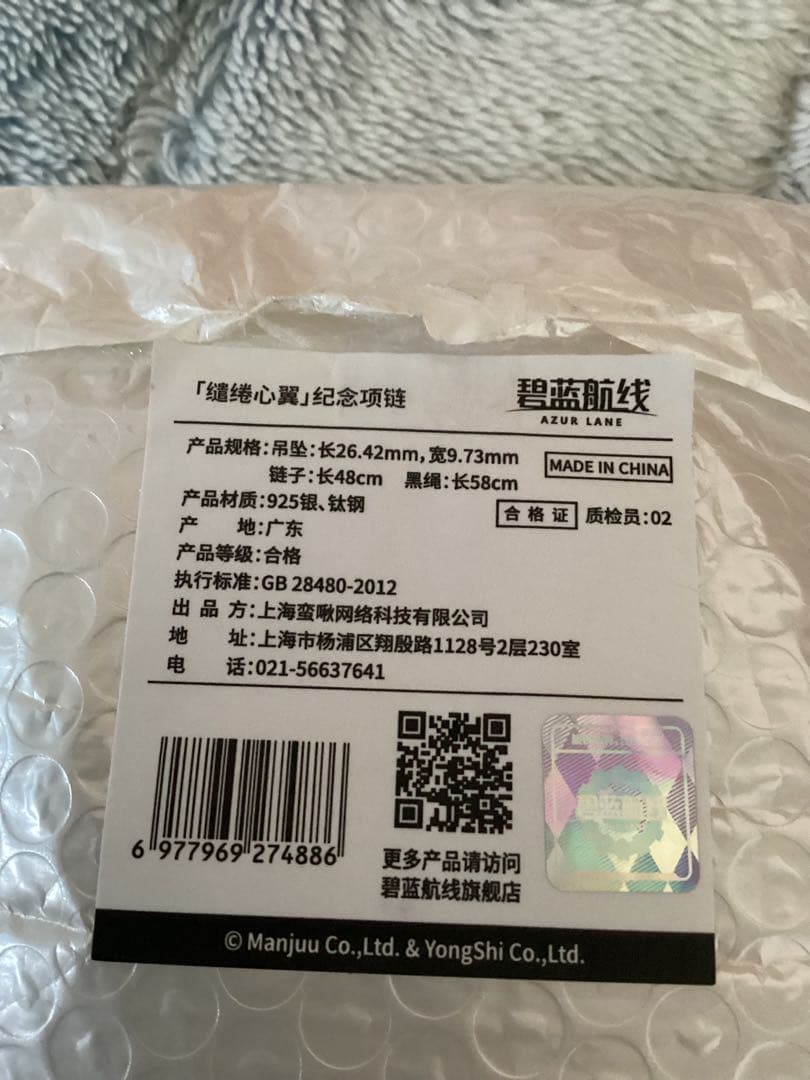 「缱绻心翼」纪念项链
碧蓝航线
AZUR LANE
产品规格:吊坠:长26.42mm,宽9.73mm
链子:长48cm 黑绳:长58cm
MADE IN CHINA
产品材质:925银、钛钢
合格证 质检员:02
产 地:广东
产品等级:合格
执行标准:GB 28480-2012
出品方:上海蛮啾网络科技有限公司
地 址:上海市杨浦区翔殷路1128号2层230室
电 话:021-56637641
6 977969 274886
更多产品请访问
碧蓝航线旗舰店
© Manjuu Co.,Ltd. & YongShi Co.,Ltd.